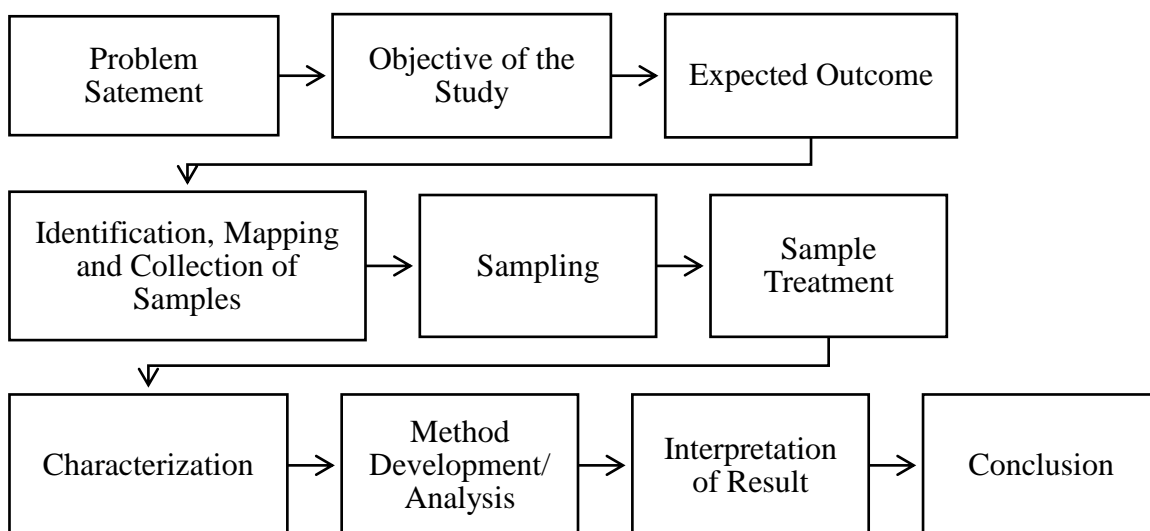 Problem
Satement
Objective of the
Study
Expected Outcome
Identification, Mapping
and Collection of
Samples
Sampling
Sample
Treatment
Characterization
Method
Development/
Analysis
Interpretation
of Result
Conclusion